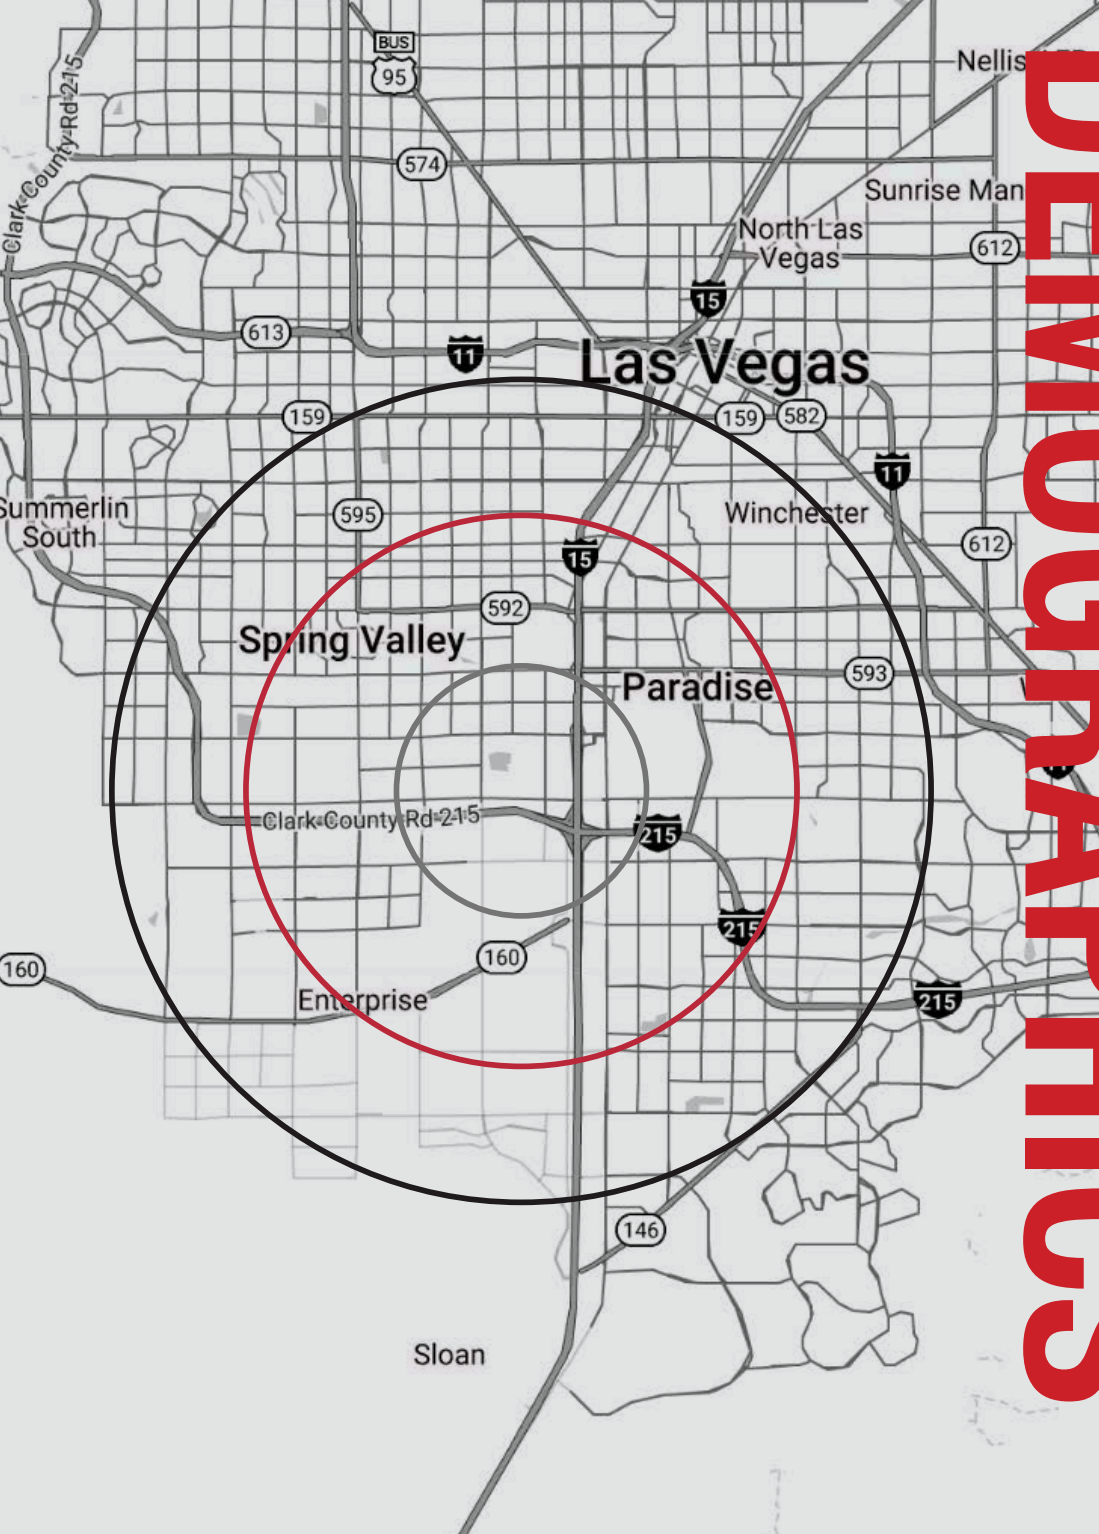 BUS
95
Clark County Rd 215
574
Nellis
Sunrise Man
North Las
Vegas
612
15
613
11
Las Vegas
159
159
582
11
Summerlin
South
595
Winchester
15
612
592
Spring Valley
593
Paradise
Clark County Rd 215
215
215
160
160
Enterprise
215
146
Sloan
DEMOGRAPHICS